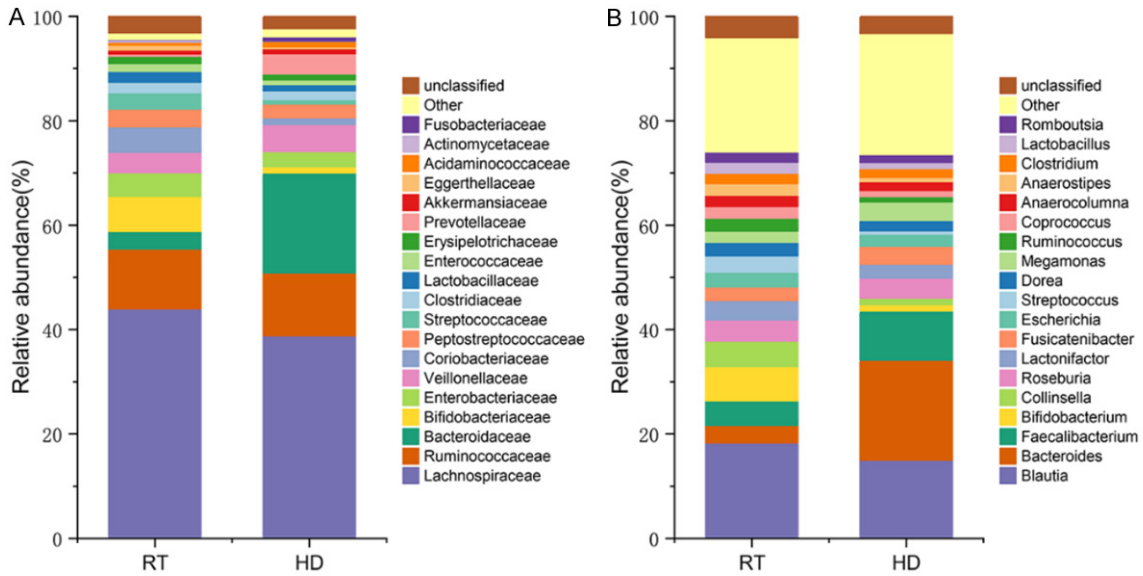 A
Relative abundance(%)
100
80
60
40
20
0
RT
HD
unclassified
Other
Fusobacteriaceae
Actinomycetaceae
Acidaminococcaceae
Eggerthellaceae
Akkermansiaceae
Prevotellaceae
Erysipelotrichaceae
Enterococcaceae
Lactobacillaceae
Clostridiaceae
Streptococcaceae
Peptostreptococcaceae
Coriobacteriaceae
Veillonellaceae
Enterobacteriaceae
Bifidobacteriaceae
Bacteroidaceae
Ruminococcaceae
Lachnospiraceae
B
Relative abundance(%)
100
80
60
40
20
0
RT
HD
unclassified
Other
Romboutsia
Lactobacillus
Clostridium
Anaerostipes
Anaerocolumna
Coprococcus
Ruminococcus
Megamonas
Dorea
Streptococcus
Escherichia
Fusicatenibacter
Lactonifactor
Roseburia
Collinsella
Bifidobacterium
Faecalibacterium
Bacteroides
Blautia